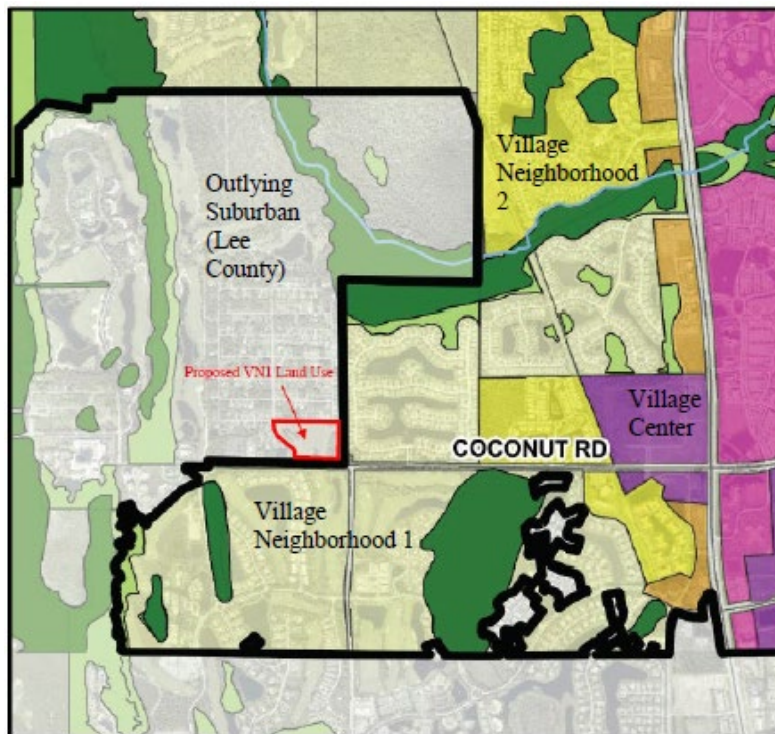 Village
Neighborhood
2
Outlying
Suburban
(Lee
County)
Proposed VN1 Land Use
Village
Center
COCONUT RD
Village
Neighborhood 1